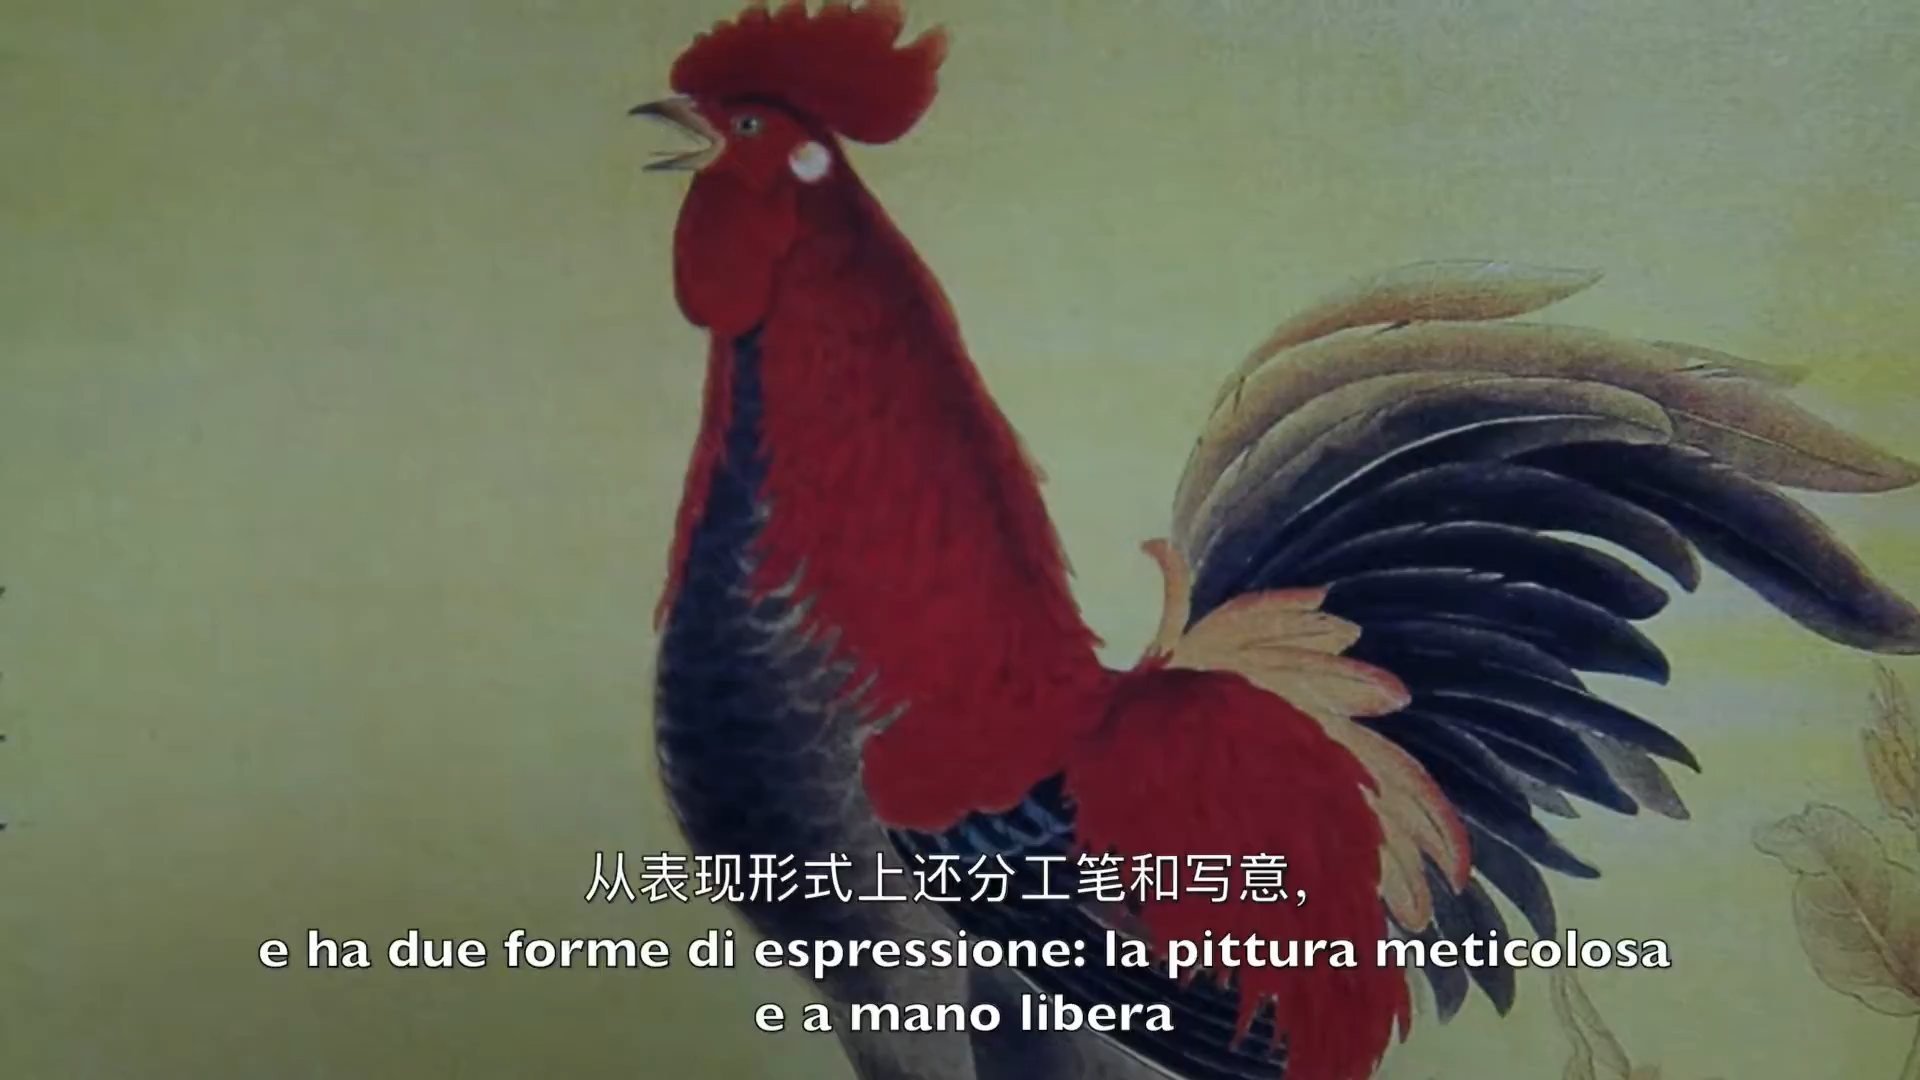 从表现形式上还分工笔和写意，
e ha due forme di espressione: la pittura meticolosa
e a mano libera